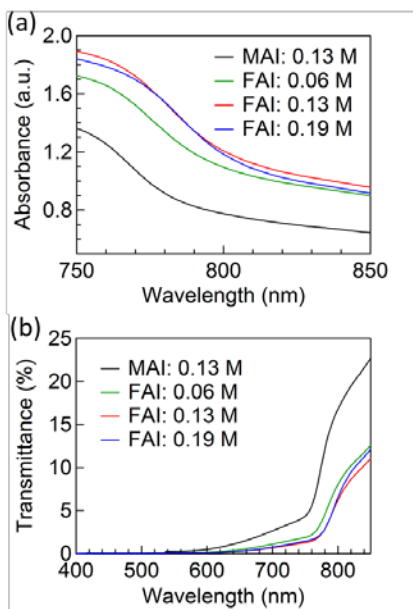 (a)
Absorbance (a.u.)
2.0
1.6
1.2
0.8
MAI: 0.13 M
FAI: 0.06 M
FAI: 0.13 M
FAI: 0.19 M
750
800
850
Wavelength (nm)
(b)
Transmittance (%)
25
20
15
10
5
0
MAI: 0.13 M
FAI: 0.06 M
FAI: 0.13 M
FAI: 0.19 M
400
500
600
700
800
Wavelength (nm)